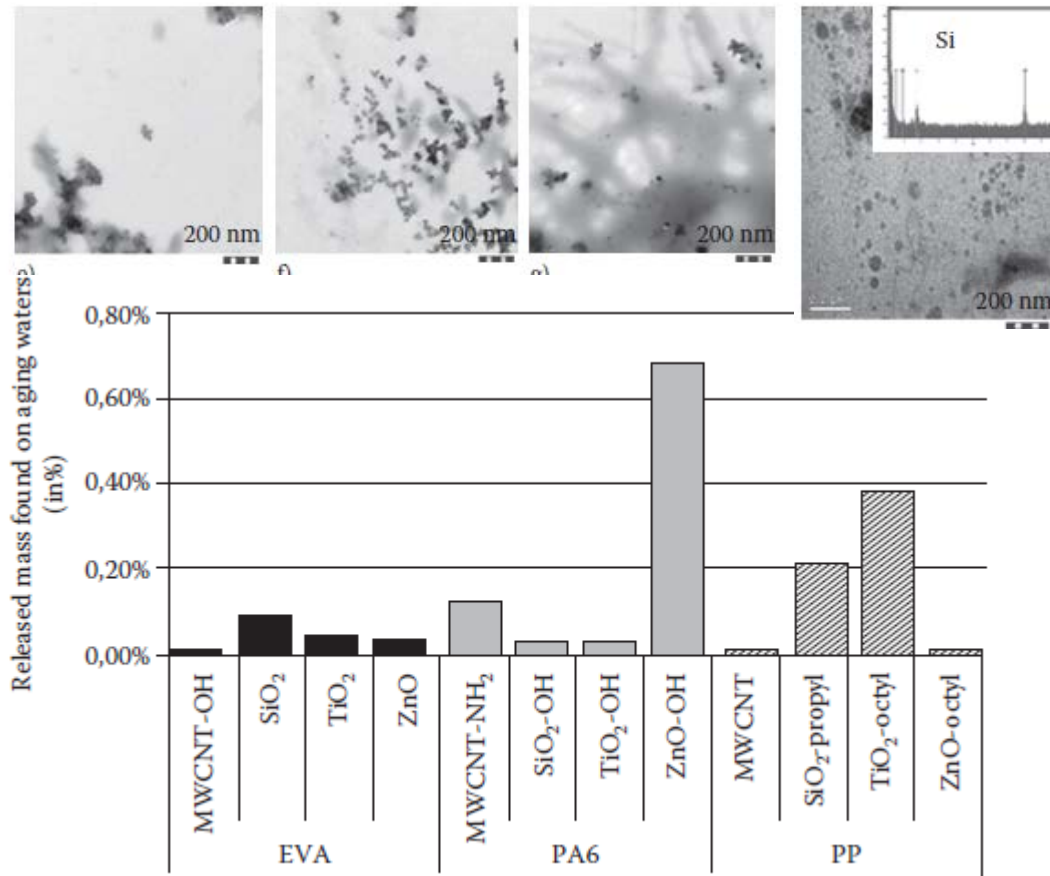 Si
200 nm
200 nm
200 nm
200 nm
f)
g)
Released mass found on aging waters
(in%)
0,80%
0,60%
0,40%
0,20%
0,00%
MWCNT-OH
SiO₂
TiO₂
ZnO
MWCNT-NH₂
SiO₂-OH
TiO₂-OH
ZnO-OH
MWCNT
SiO₂-propyl
TiO₂-octyl
ZnO-octyl
EVA
PA6
PP